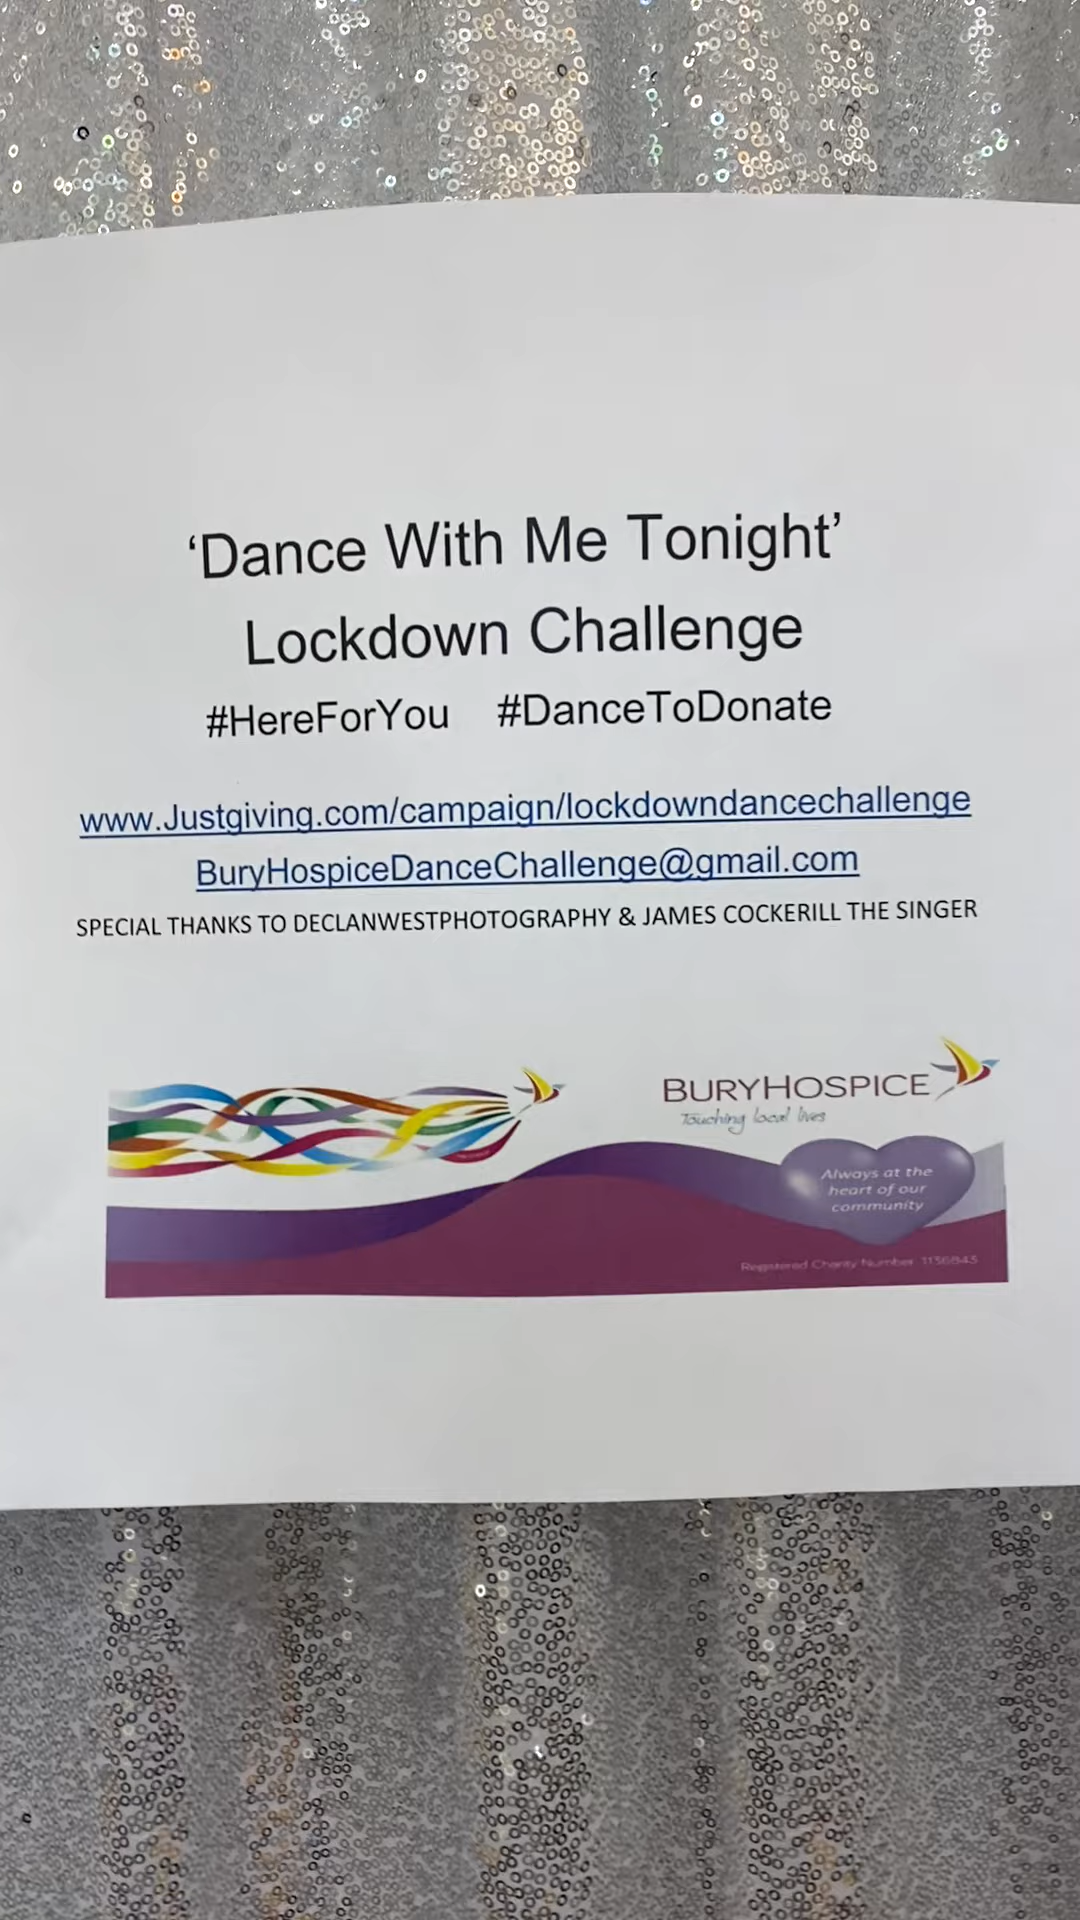 ‘Dance With Me Tonight’
Lockdown Challenge
#HereForYou #DanceToDonate
www.Justgiving.com/campaign/lockdowndancechallenge
BuryHospiceDanceChallenge@gmail.com
SPECIAL THANKS TO DECLANWESTPHOTOGRAPHY & JAMES COCKERILL THE SINGER
BURYHOSPICE
Touching local lives
Always at the
heart of our
community
Registered Charity Number 1136843